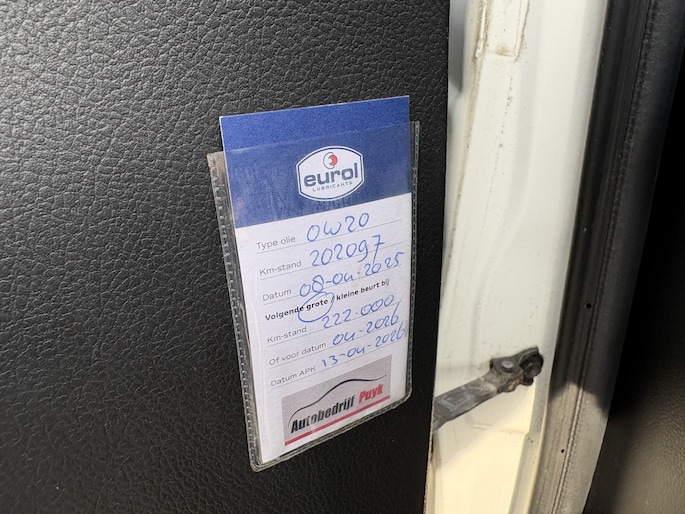 eurol
LUBRICANTS
Type olie 0W20
Km-stand 202097
Datum 08-04-2025
Volgende grote / kleine beurt bij
Km-stand 222.000
Of voor datum 04-2026
Datum APK 13-04-2026
Autobedrijf Puyk